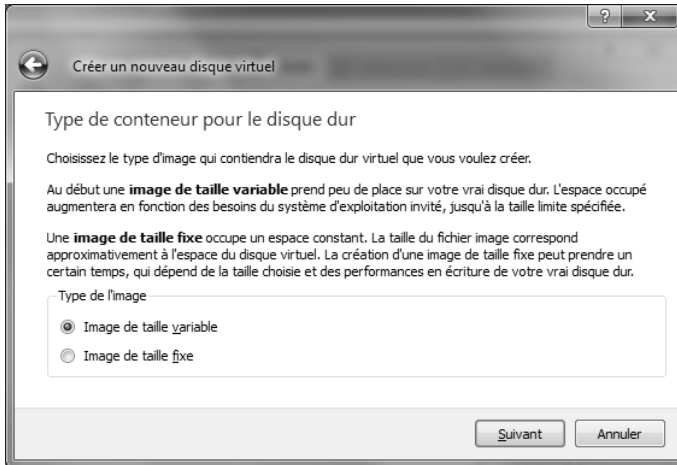 Créer un nouveau disque virtuel
Type de conteneur pour le disque dur
Choisissez le type d'image qui contiendra le disque dur virtuel que vous voulez créer.
Au début une image de taille variable prend peu de place sur votre vrai disque dur. L'espace occupé
augmentera en fonction des besoins du système d'exploitation invité, jusqu'à la taille limite spécifiée.
Une image de taille fixe occupe un espace constant. La taille du fichier image correspond
approximativement à l'espace du disque virtuel. La création d'une image de taille fixe peut prendre un
certain temps, qui dépend de la taille choisie et des performances en écriture de votre vrai disque dur.
Type de l'image
Image de taille variable
Image de taille fixe
Suivant Annuler